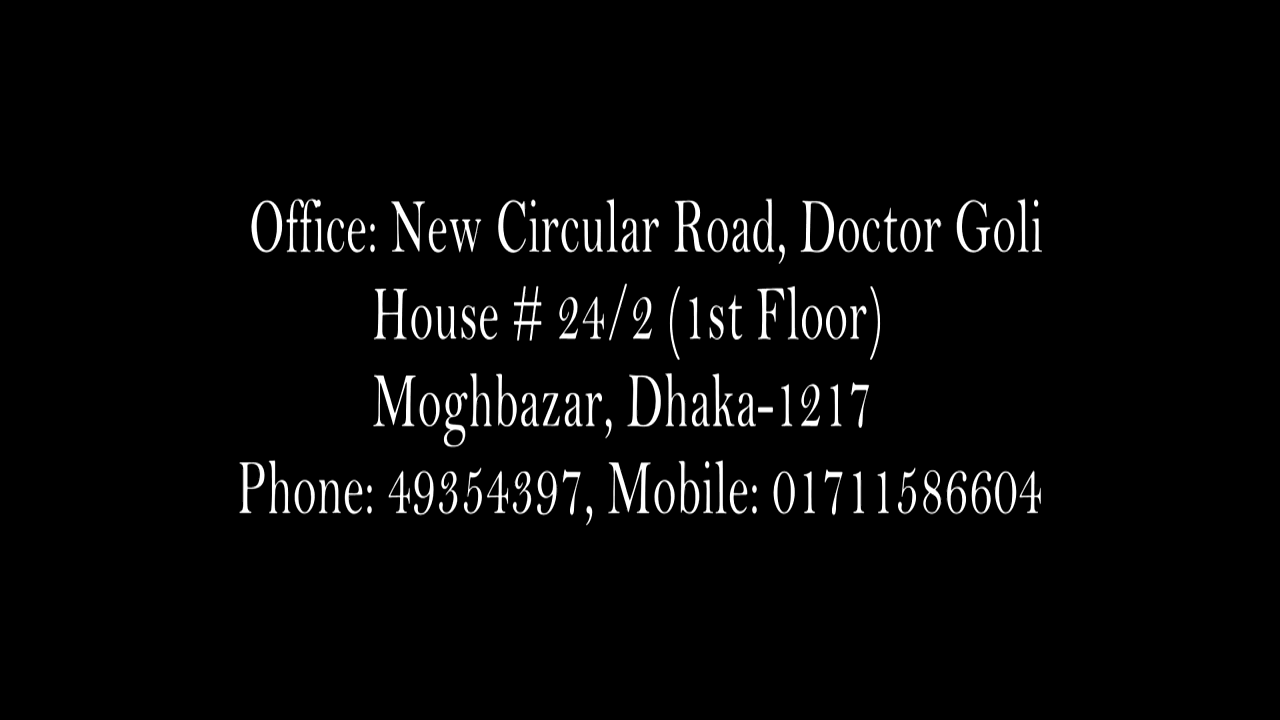 Office: New Circular Road, Doctor Goli
House # 24/2 (1st Floor)
Moghbazar, Dhaka-1217
Phone: 49354397, Mobile: 01711586604